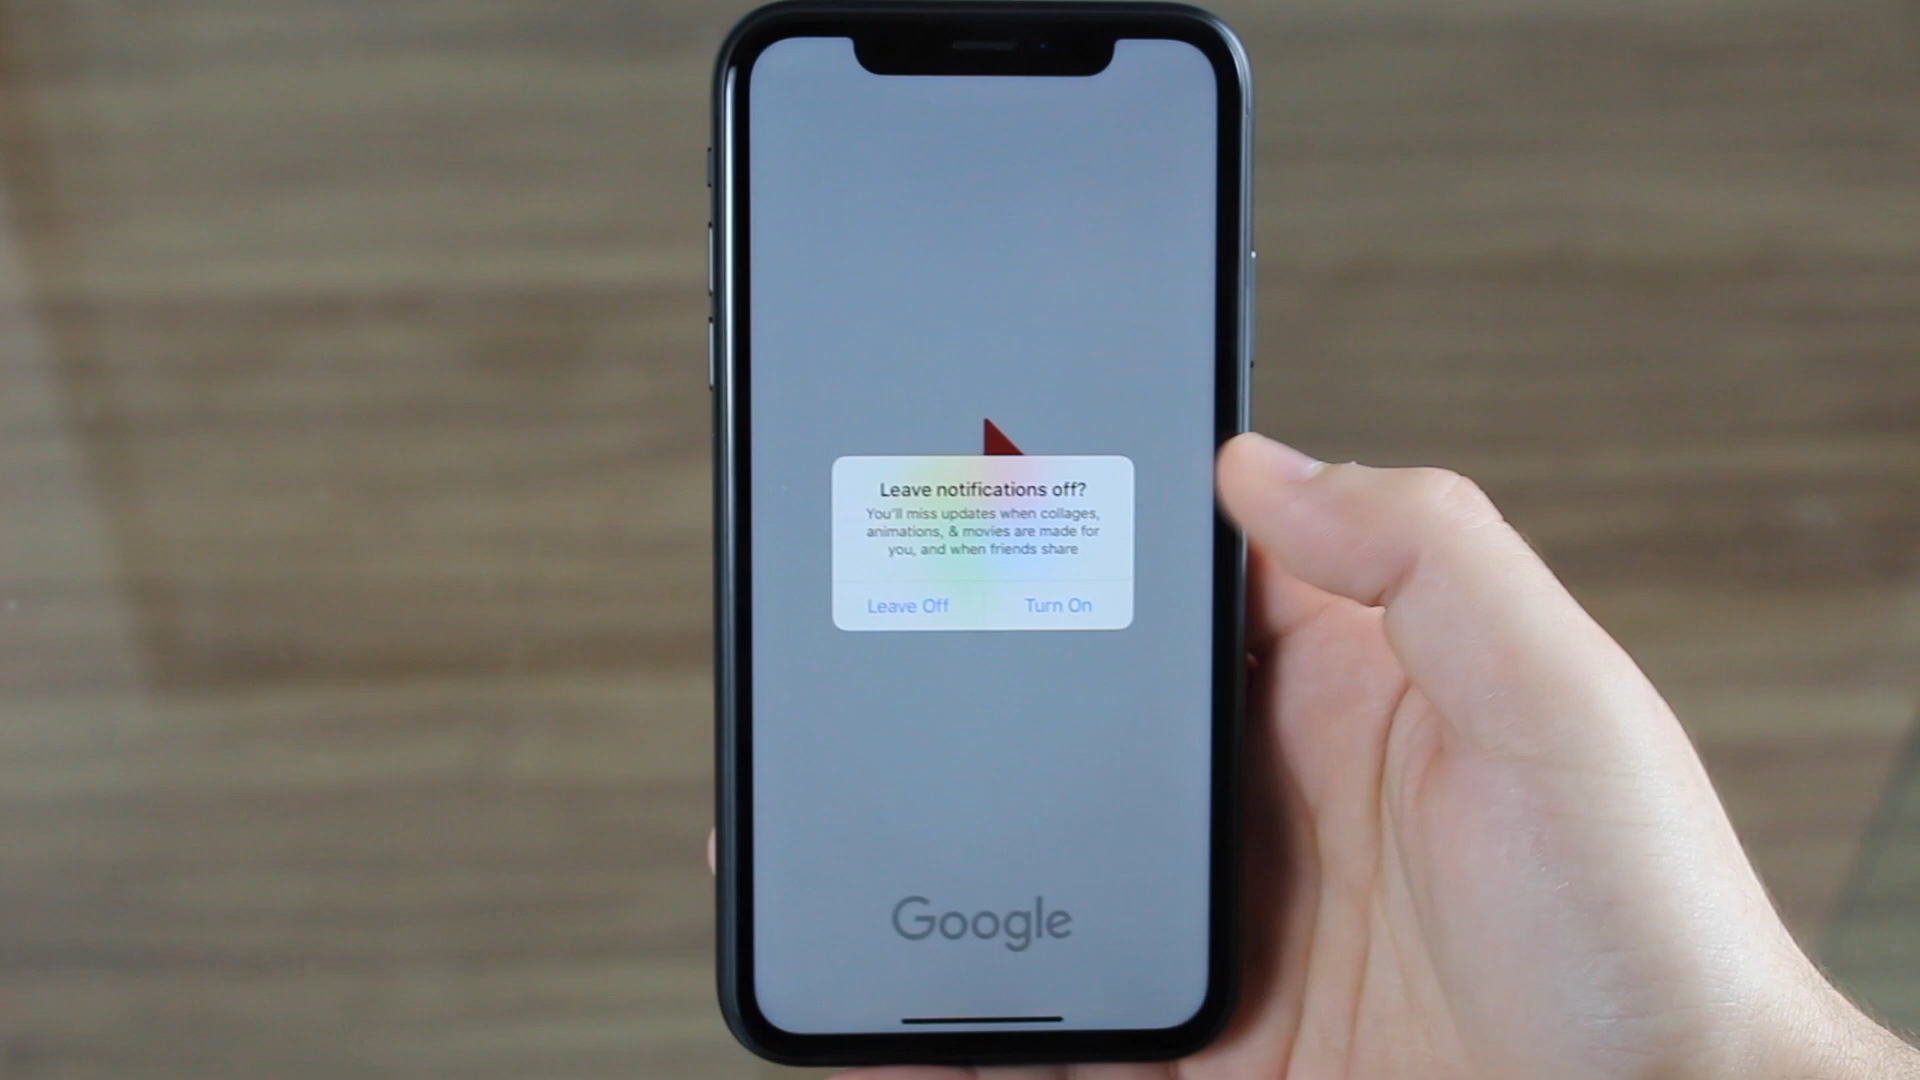 Leave notifications off?
You'll miss updates when collages,
animations, & movies are made for
you, and when friends share
Leave Off
Turn On
Google